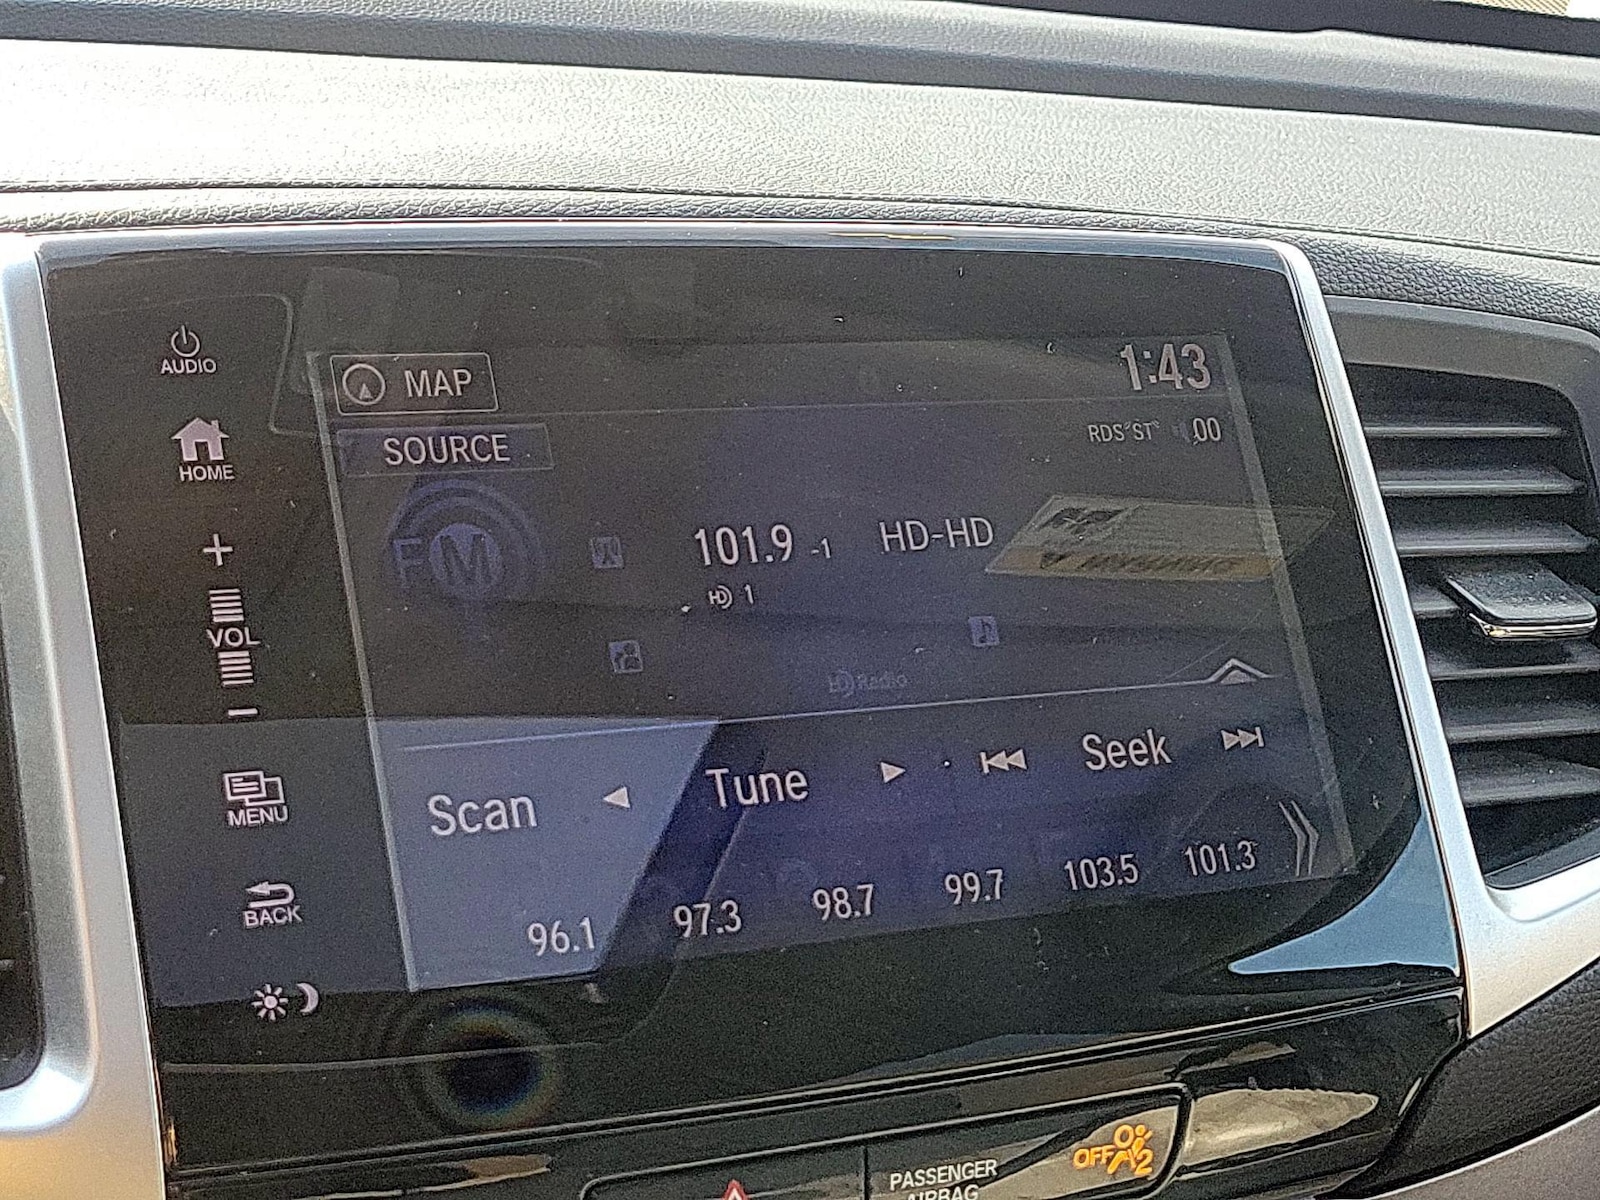 AUDIO
MAP
1:43
HOME
SOURCE
RDS ST 00
+
VOL
-
FM
101.9 -1 HD-HD
HD 1
HD Radio
MENU
Scan Tune Seek
BACK
96.1 97.3 98.7 99.7 103.5 101.3
PASSENGER
AIRBAG
OFF 2